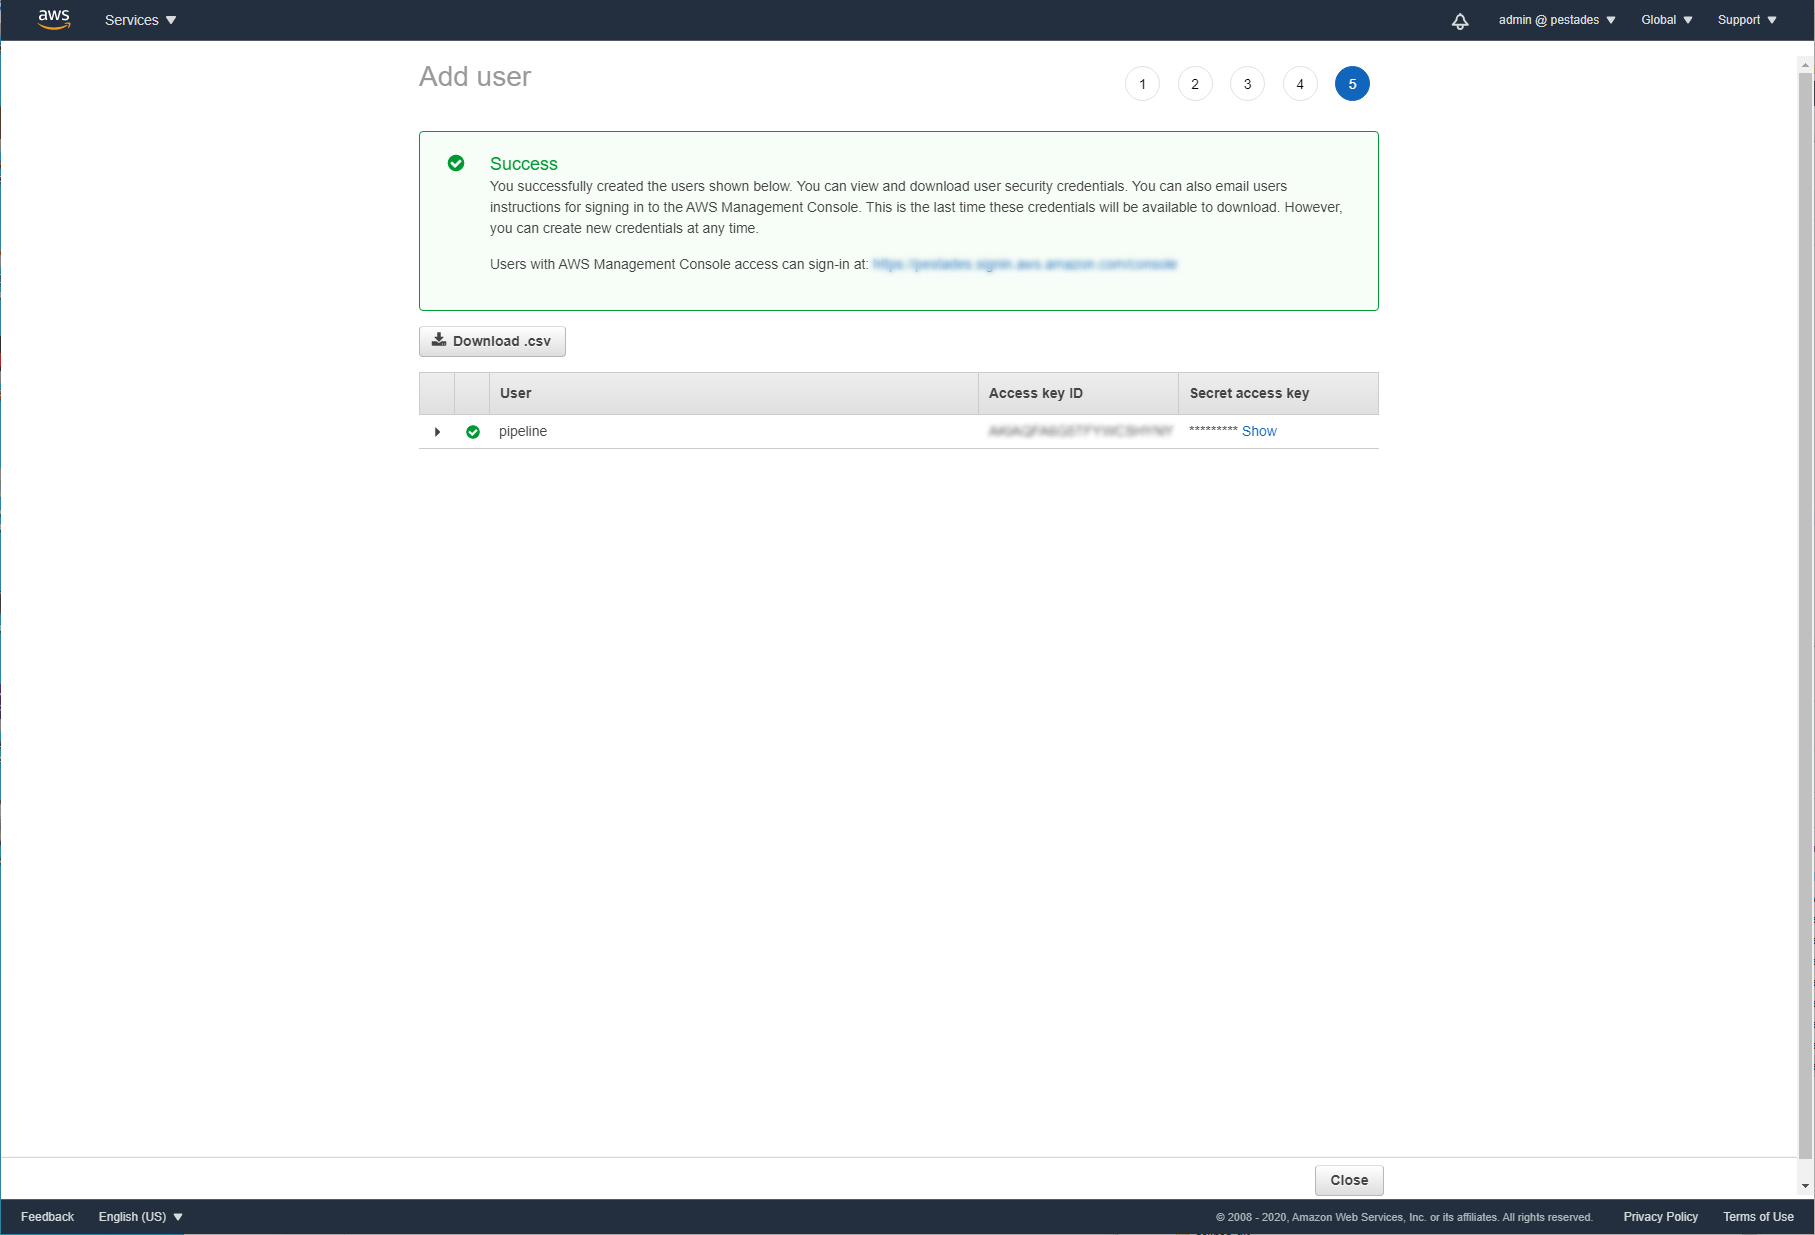 aws Services admin @ pestades Global Support
Add user
1 2 3 4 5
Success
You successfully created the users shown below. You can view and download user security credentials. You can also email users
instructions for signing in to the AWS Management Console. This is the last time these credentials will be available to download. However,
you can create new credentials at any time.
Users with AWS Management Console access can sign-in at:
Download .csv
User Access key ID Secret access key
pipeline ********* Show
Close
Feedback English (US) © 2008 - 2020, Amazon Web Services, Inc. or its affiliates. All rights reserved. Privacy Policy Terms of Use